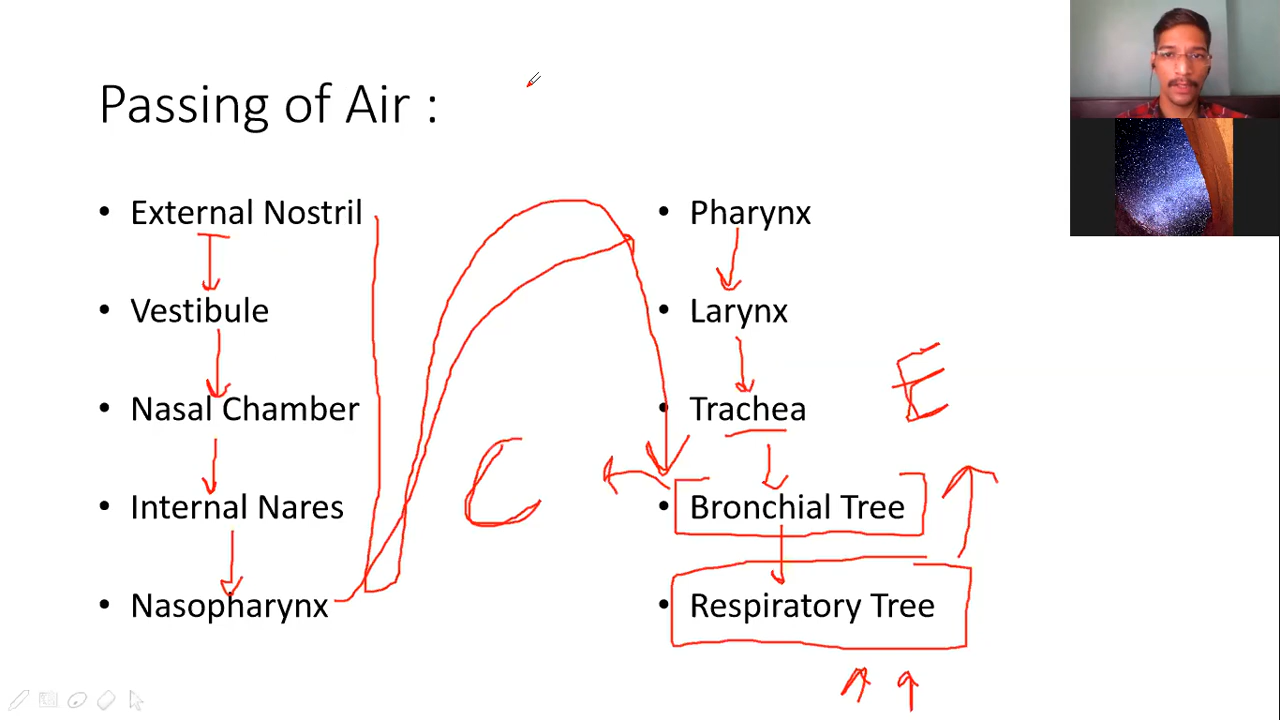 Passing of Air :
• External Nostril
• Vestibule
• Nasal Chamber
• Internal Nares
• Nasopharynx
• Pharynx
• Larynx
• Trachea
• Bronchial Tree
• Respiratory Tree
C
E